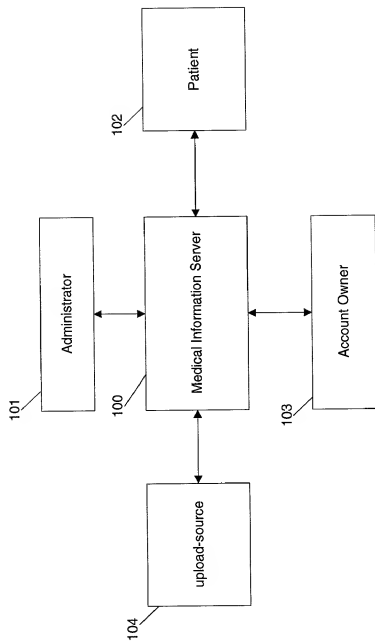 101
Administrator
104
upload-source
100
Medical Information Server
102
Patient
103
Account Owner